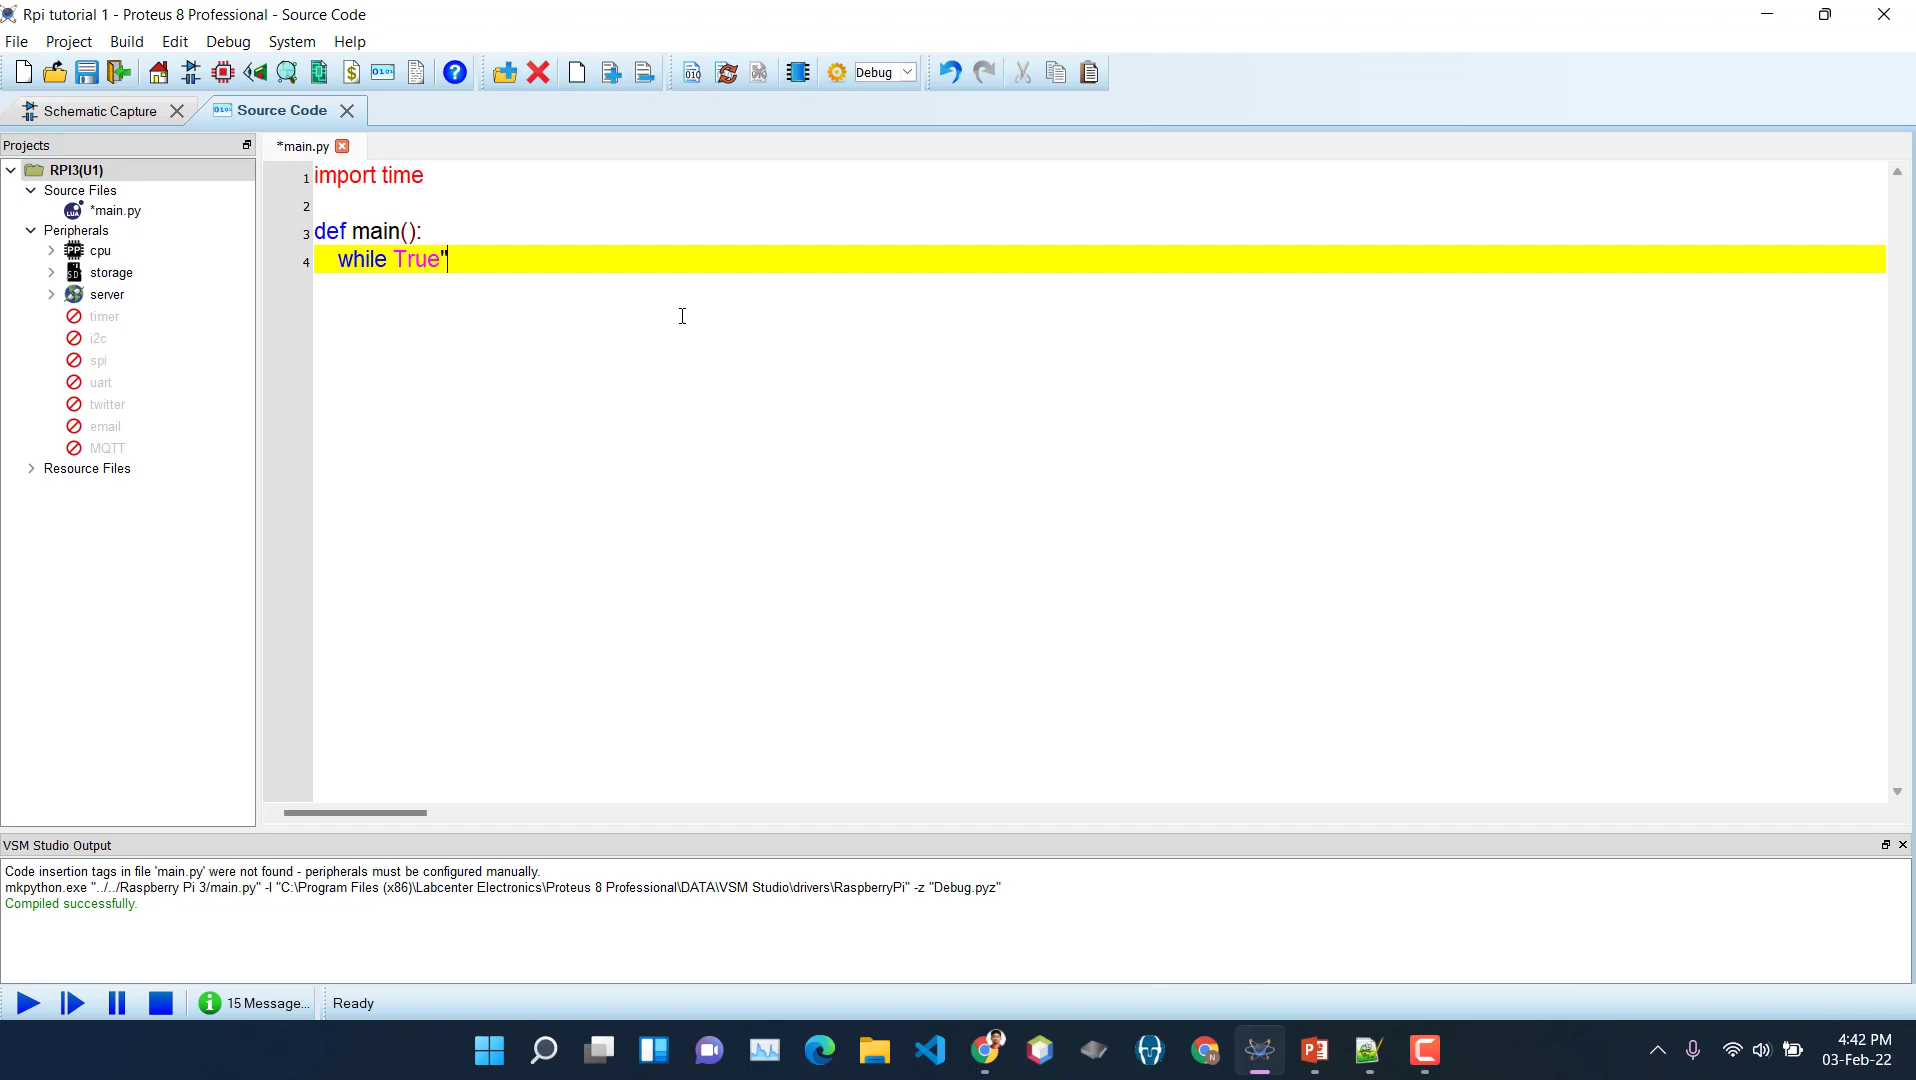 Rpi tutorial 1 - Proteus 8 Professional - Source Code
File Project Build Edit Debug System Help
Debug
Schematic Capture
Source Code
Projects
*main.py
RPI3(U1)
Source Files
*main.py
Peripherals
cpu
storage
server
timer
i2c
spi
uart
twitter
email
MQTT
Resource Files
1 import time
2
3 def main():
4 while True"
VSM Studio Output
Code insertion tags in file 'main.py' were not found - peripherals must be configured manually.
mkpython.exe "../../Raspberry Pi 3/main.py" -l "C:\Program Files (x86)\Labcenter Electronics\Proteus 8 Professional\DATA\VSM Studio\drivers\RaspberryPi" -z "Debug.pyz"
Compiled successfully.
15 Message...
Ready
4:42 PM
03-Feb-22